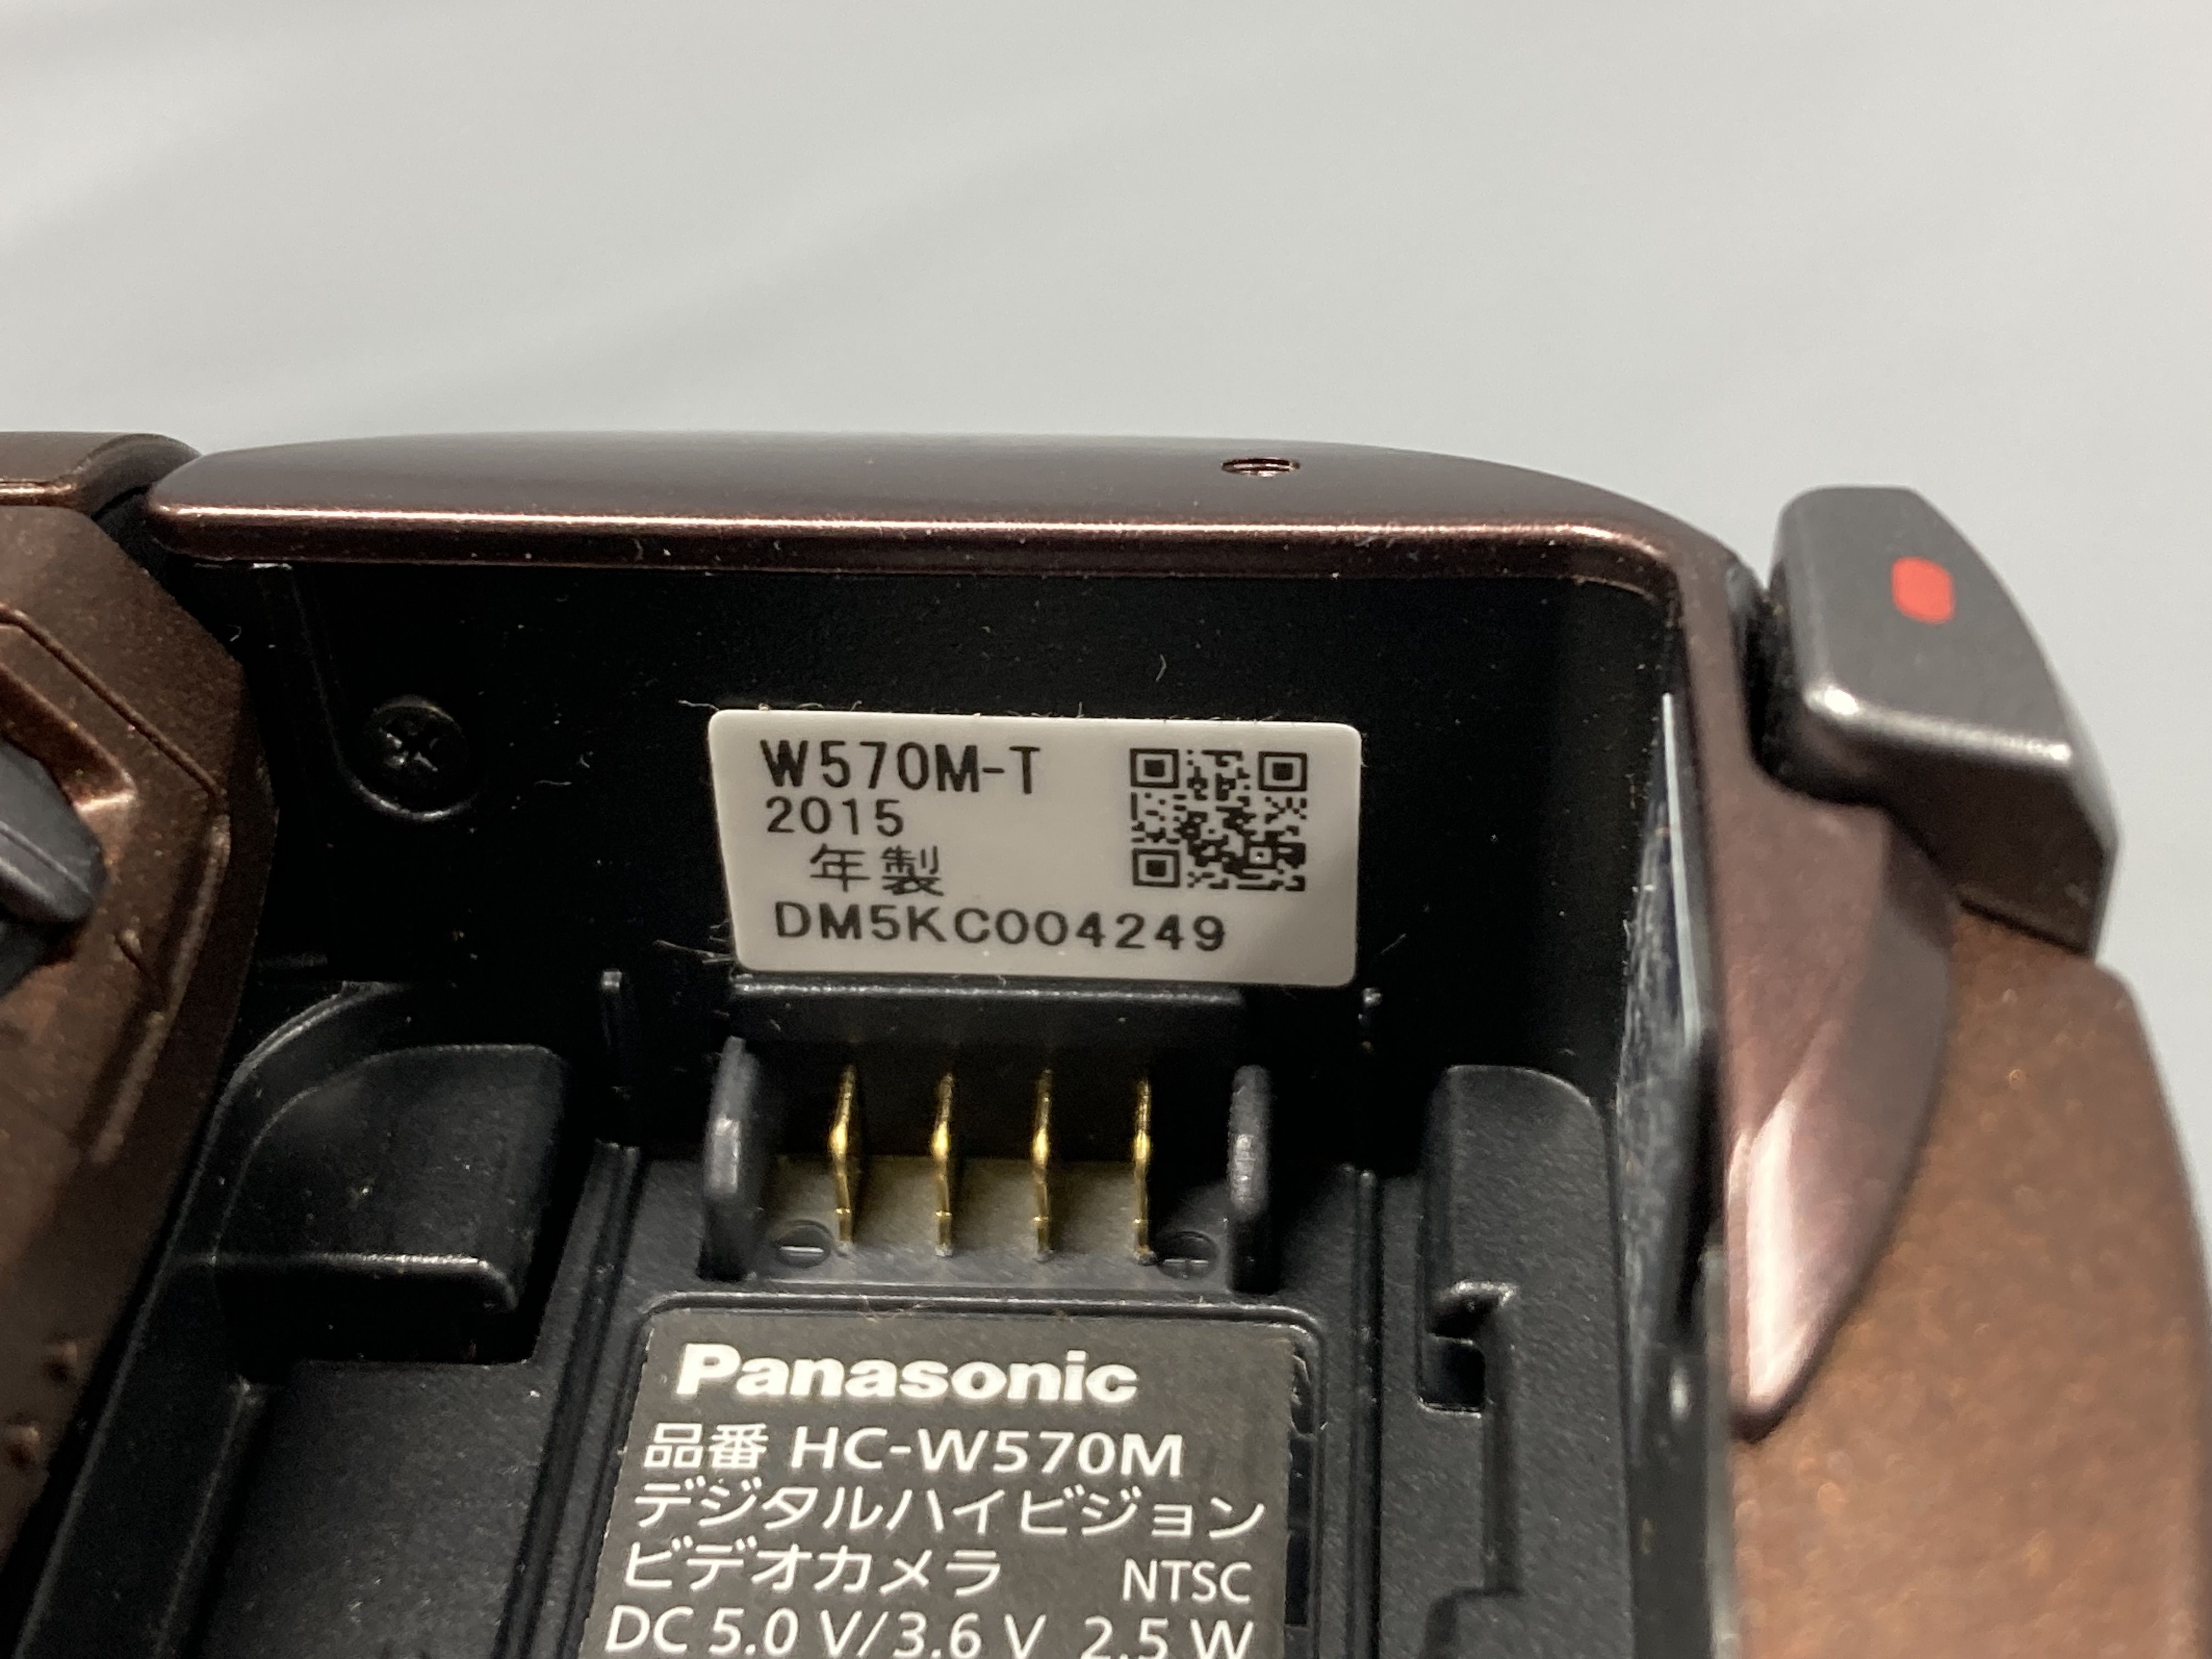 W570M-T
2015
年製
DM5KC004249
Panasonic
品番 HC-W570M
デジタルハイビジョン
ビデオカメラ NTSC
DC 5.0 V/3.6 V 2.5 W